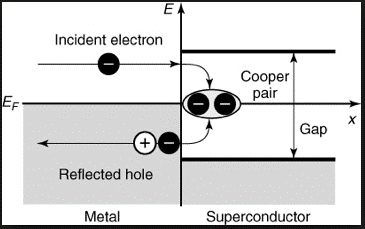 E
Incident electron
−
Cooper
pair
E_F
− −
x
+ −
Gap
Reflected hole
Metal
Superconductor